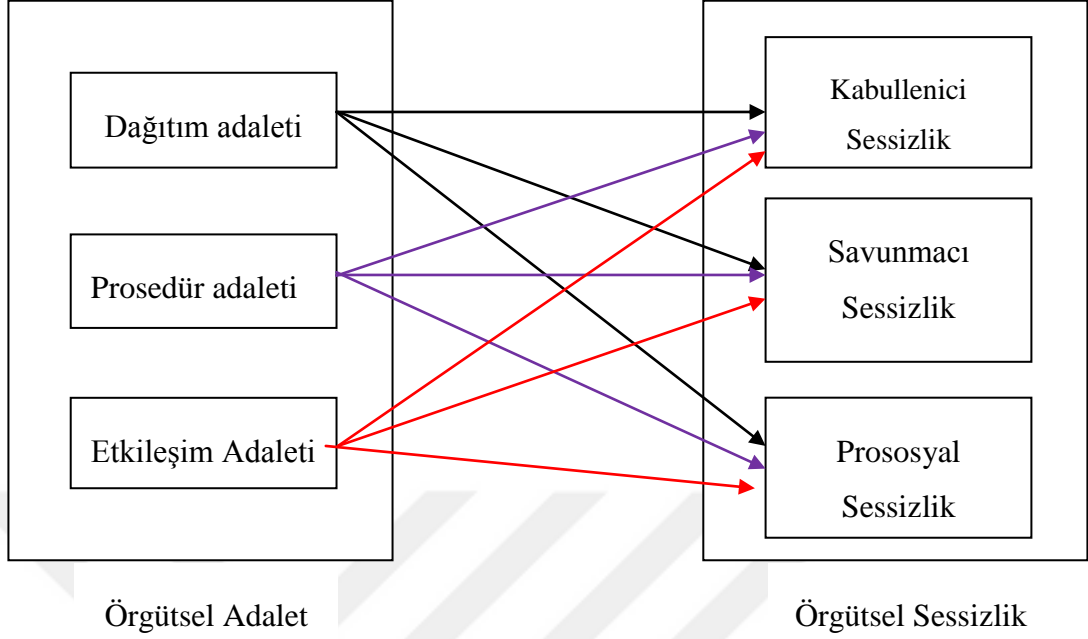 Dağıtım adaleti
Prosedür adaleti
Etkileşim Adaleti
Kabullenici
Sessizlik
Savunmacı
Sessizlik
Prososyal
Sessizlik
Örgütsel Adalet
Örgütsel Sessizlik